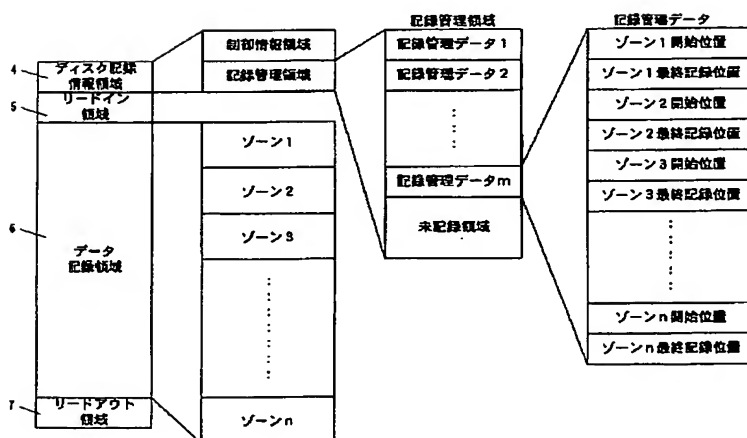 4
ディスク記録
情報領域
5
リードイン
領域
6
データ
記録領域
7
リードアウト
領域
制御情報領域
記録管理領域
ゾーン1
ゾーン2
ゾーン3
ゾーンn
記録管理領域
記録管理データ1
記録管理データ2
記録管理データm
未記録領域
記録管理データ
ゾーン1開始位置
ゾーン1最終記録位置
ゾーン2開始位置
ゾーン2最終記録位置
ゾーン3開始位置
ゾーン3最終記録位置
ゾーンn開始位置
ゾーンn最終記録位置